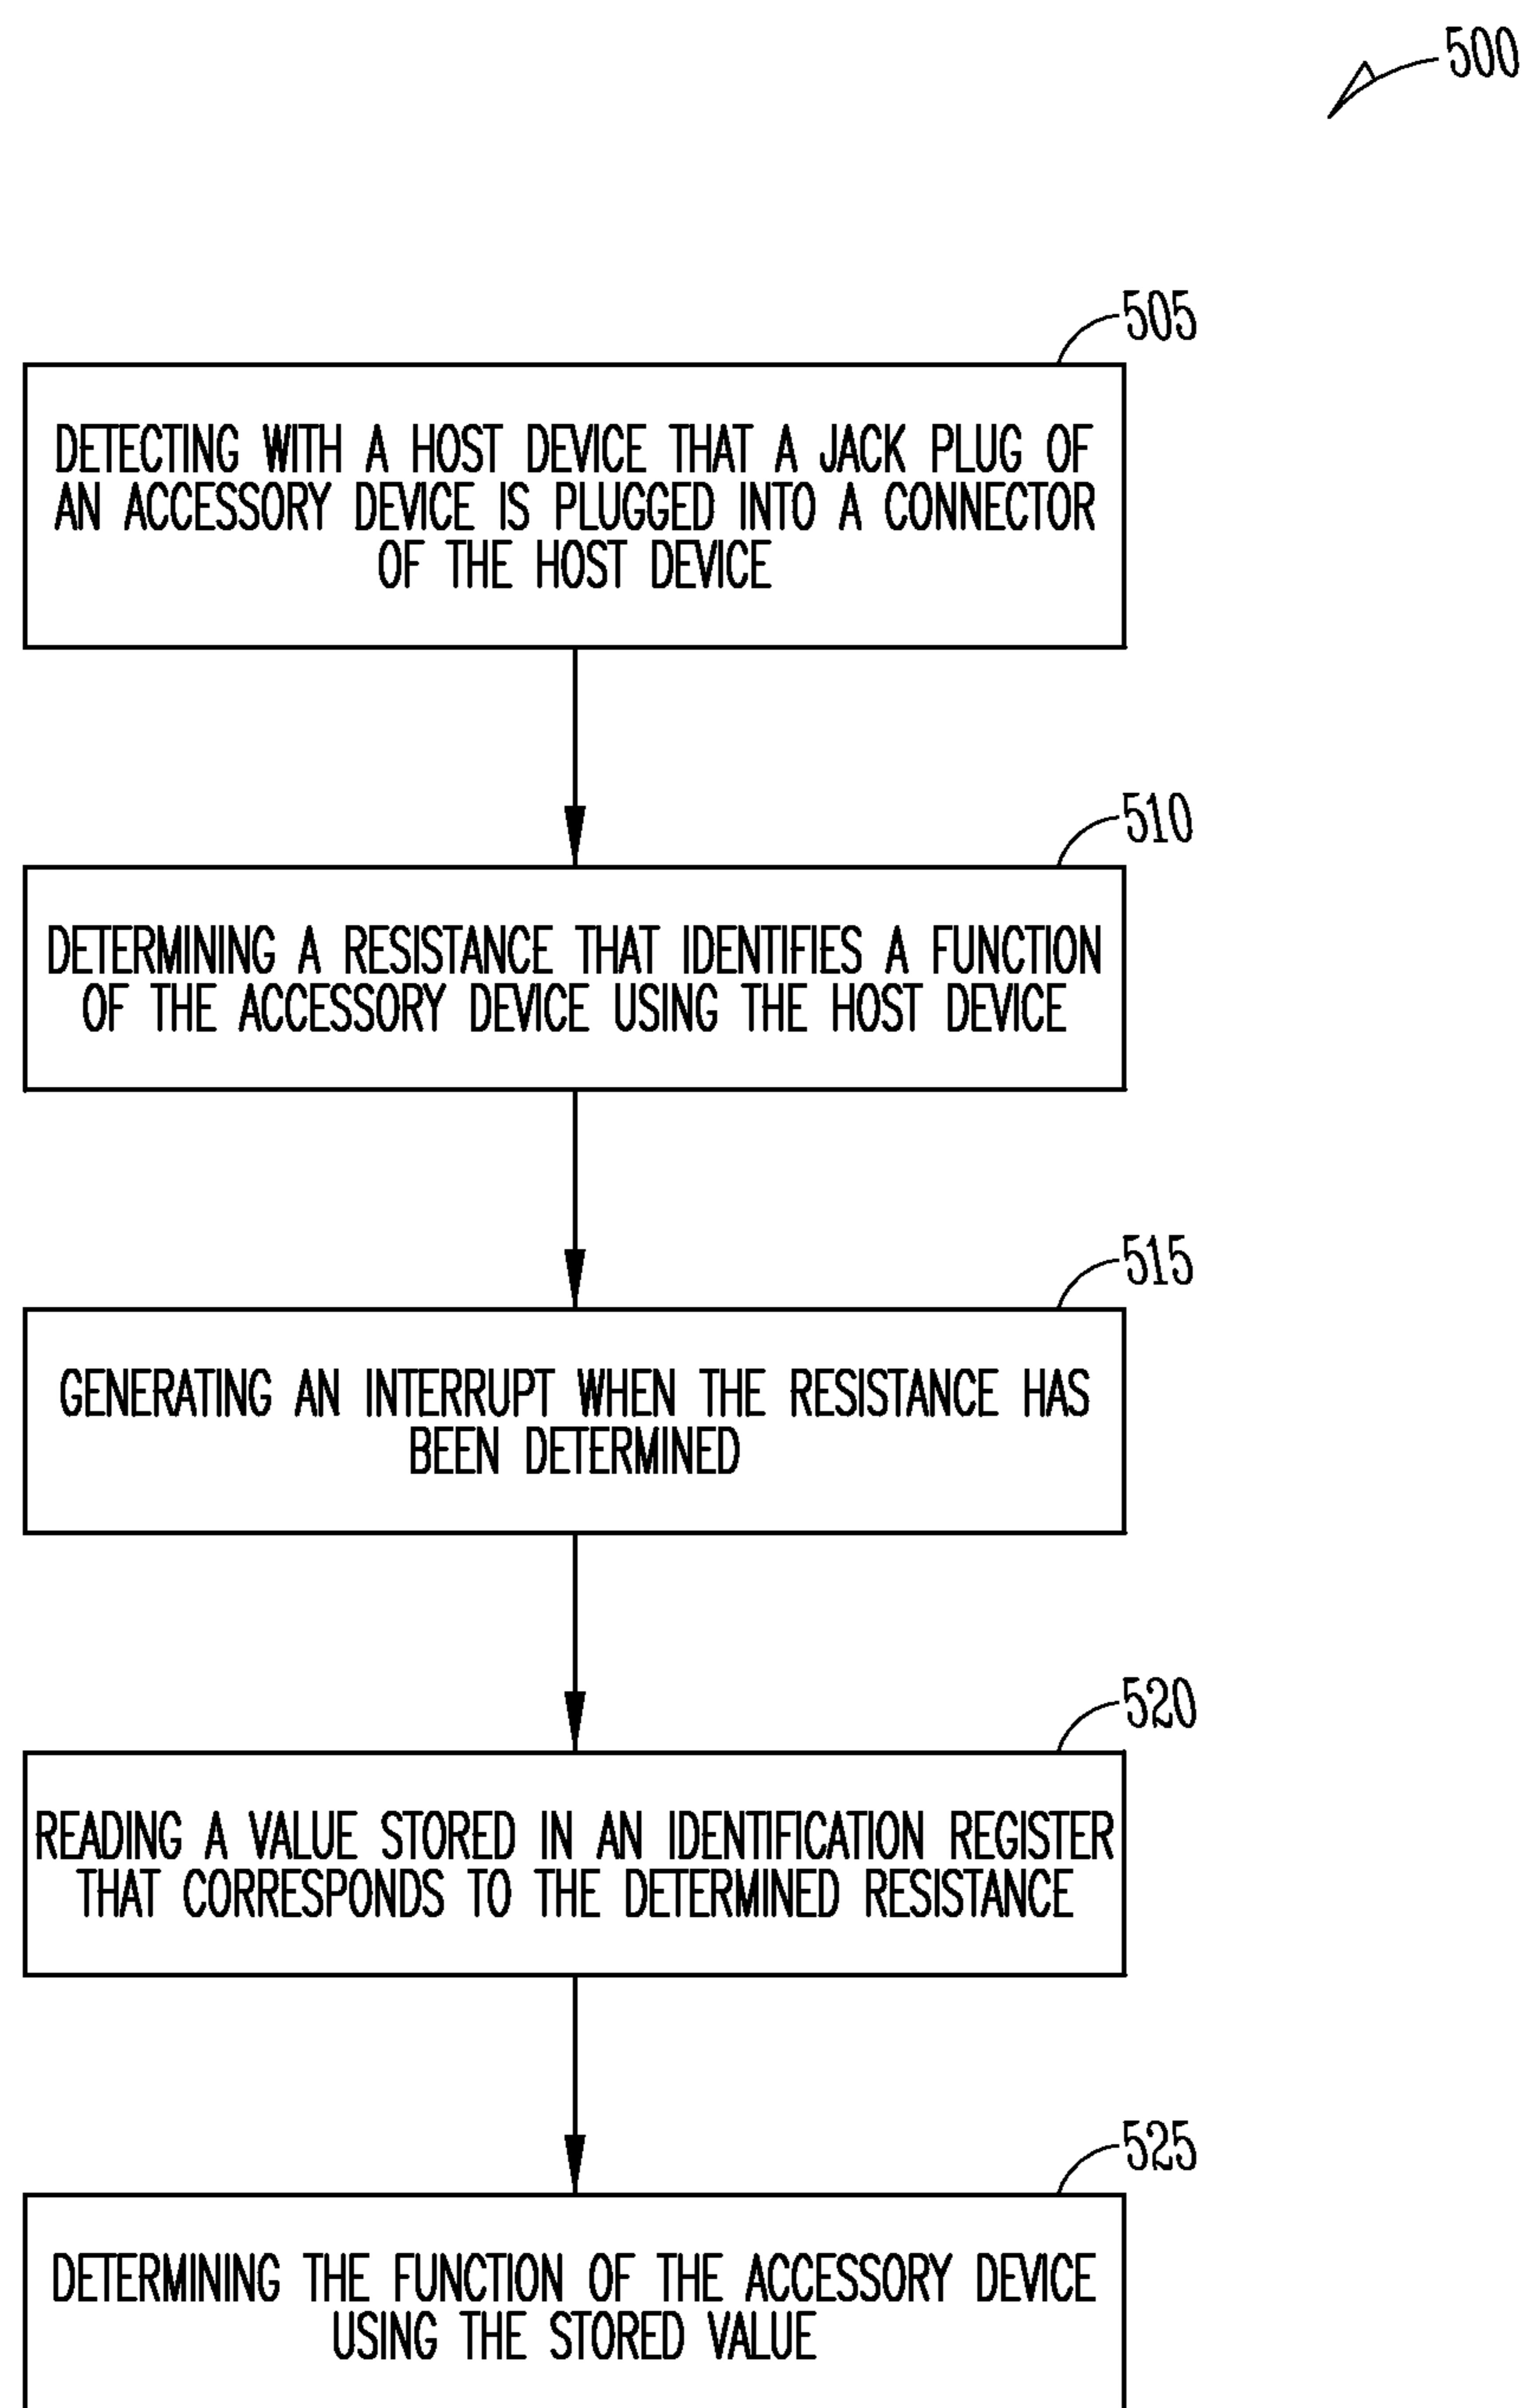 500
505
DETECTING WITH A HOST DEVICE THAT A JACK PLUG OF
AN ACCESSORY DEVICE IS PLUGGED INTO A CONNECTOR
OF THE HOST DEVICE
510
DETERMINING A RESISTANCE THAT IDENTIFIES A FUNCTION
OF THE ACCESSORY DEVICE USING THE HOST DEVICE
515
GENERATING AN INTERRUPT WHEN THE RESISTANCE HAS
BEEN DETERMINED
520
READING A VALUE STORED IN AN IDENTIFICATION REGISTER
THAT CORRESPONDS TO THE DETERMINED RESISTANCE
525
DETERMINING THE FUNCTION OF THE ACCESSORY DEVICE
USING THE STORED VALUE